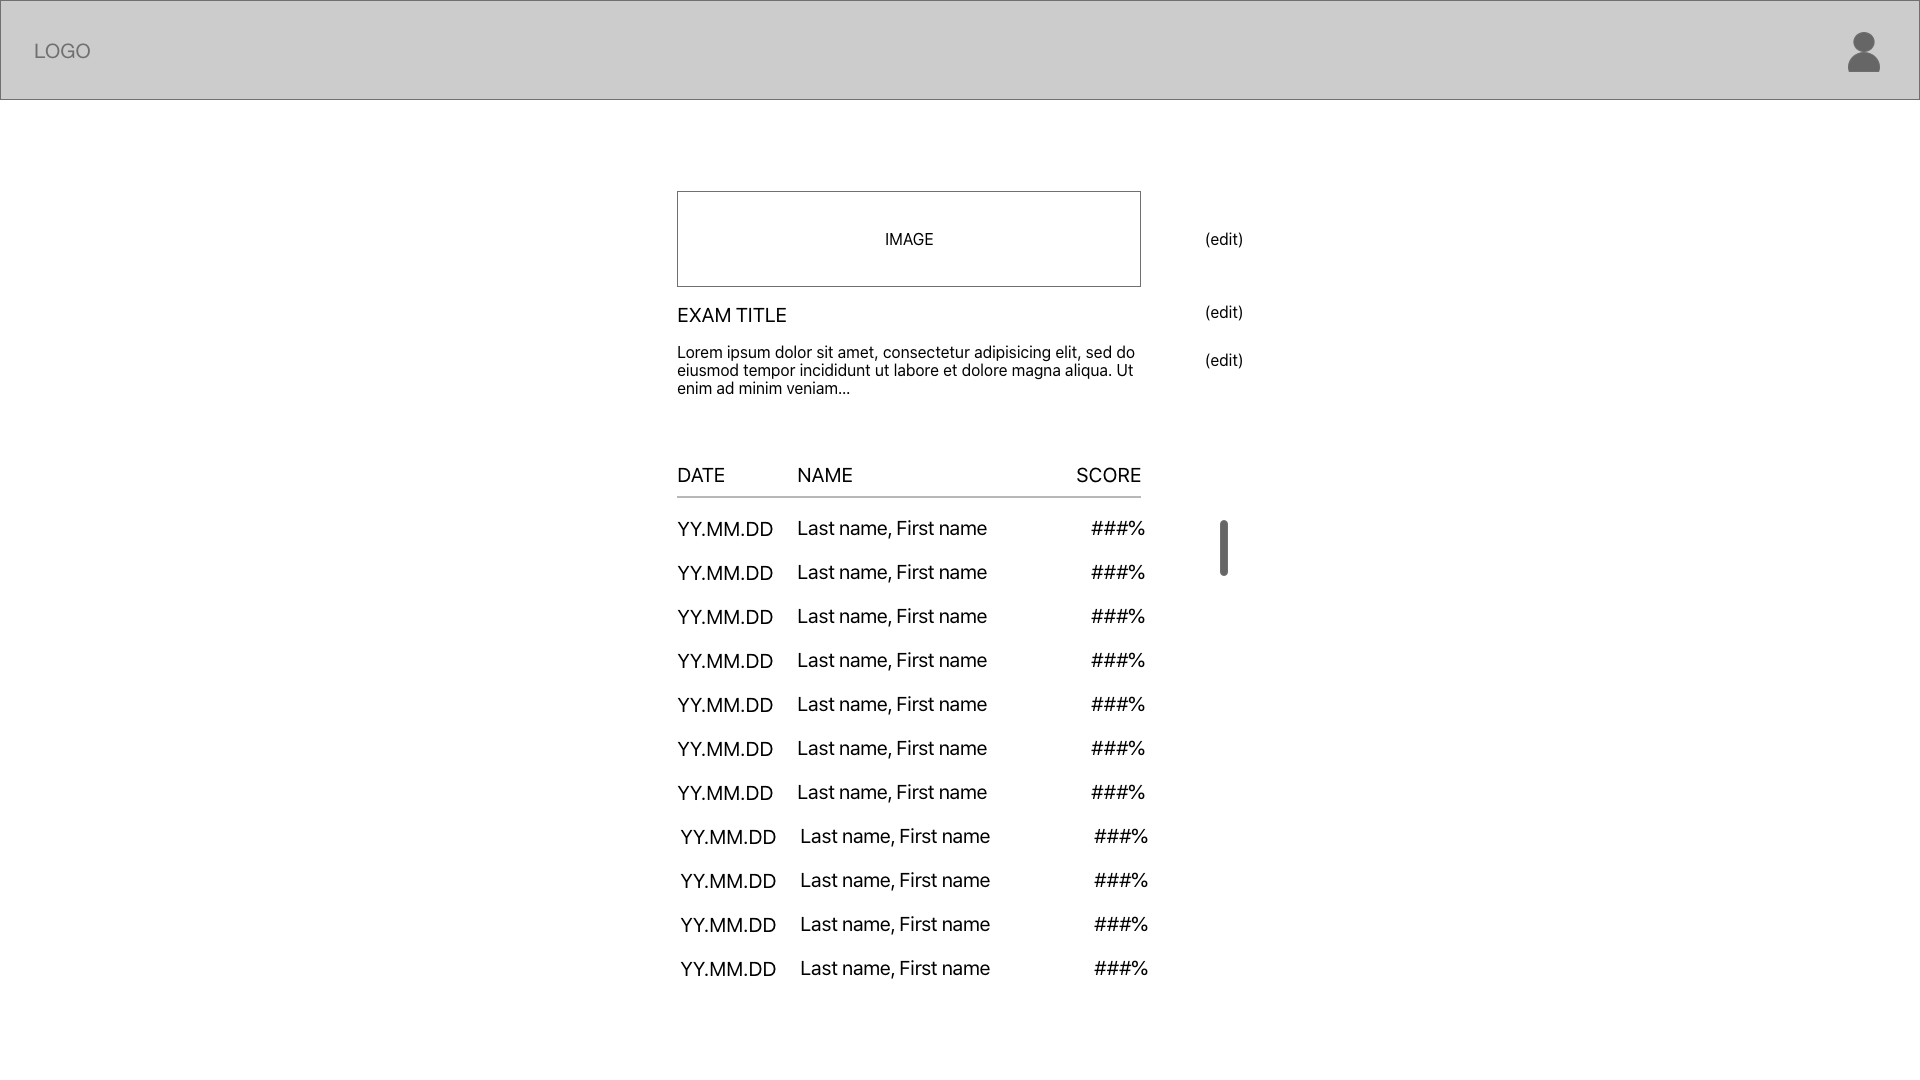 LOGO
IMAGE (edit)
EXAM TITLE (edit)
Lorem ipsum dolor sit amet, consectetur adipisicing elit, sed do
eiusmod tempor incididunt ut labore et dolore magna aliqua. Ut
enim ad minim veniam...
(edit)
DATE NAME SCORE
YY.MM.DD Last name, First name ###%
YY.MM.DD Last name, First name ###%
YY.MM.DD Last name, First name ###%
YY.MM.DD Last name, First name ###%
YY.MM.DD Last name, First name ###%
YY.MM.DD Last name, First name ###%
YY.MM.DD Last name, First name ###%
YY.MM.DD Last name, First name ###%
YY.MM.DD Last name, First name ###%
YY.MM.DD Last name, First name ###%
YY.MM.DD Last name, First name ###%